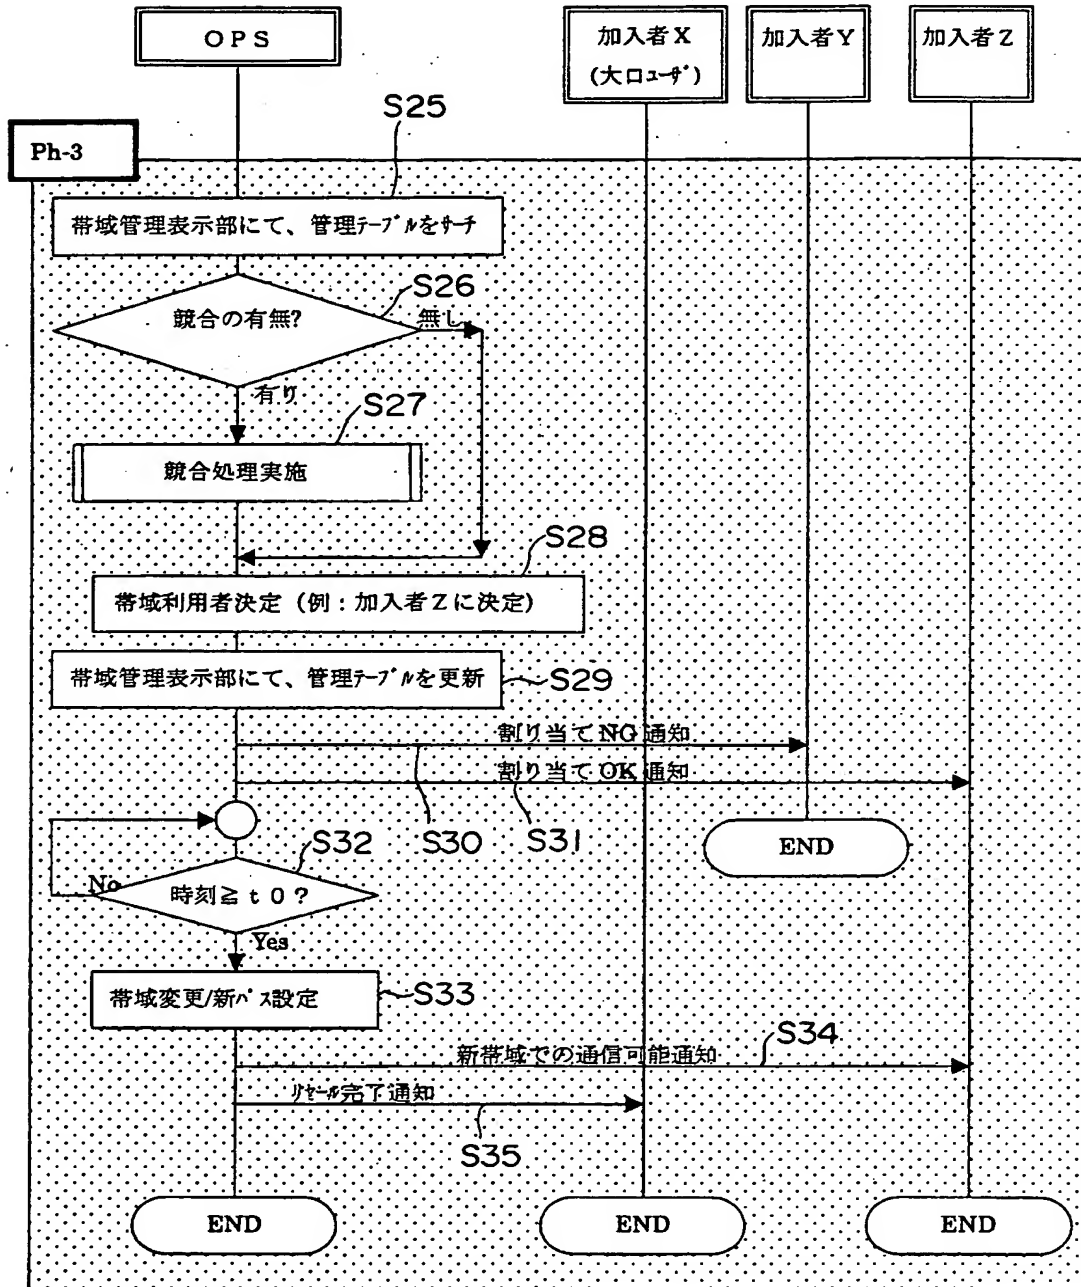 OPS
加入者X
(大口ﾕｰｻﾞ)
加入者Y
加入者Z
S25
Ph-3
帯域管理表示部にて、管理ﾃｰﾌﾞﾙをｻｰﾁ
S26
競合の有無?
無し
有り
S27
競合処理実施
S28
帯域利用者決定（例：加入者Zに決定）
帯域管理表示部にて、管理ﾃｰﾌﾞﾙを更新
S29
割り当てNG通知
割り当てOK通知
S30
S31
END
S32
No
時刻≧t0？
Yes
帯域変更/新ﾊﾟｽ設定
S33
S34
新帯域での通信可能通知
ﾘｾｰﾙ完了通知
S35
END
END
END